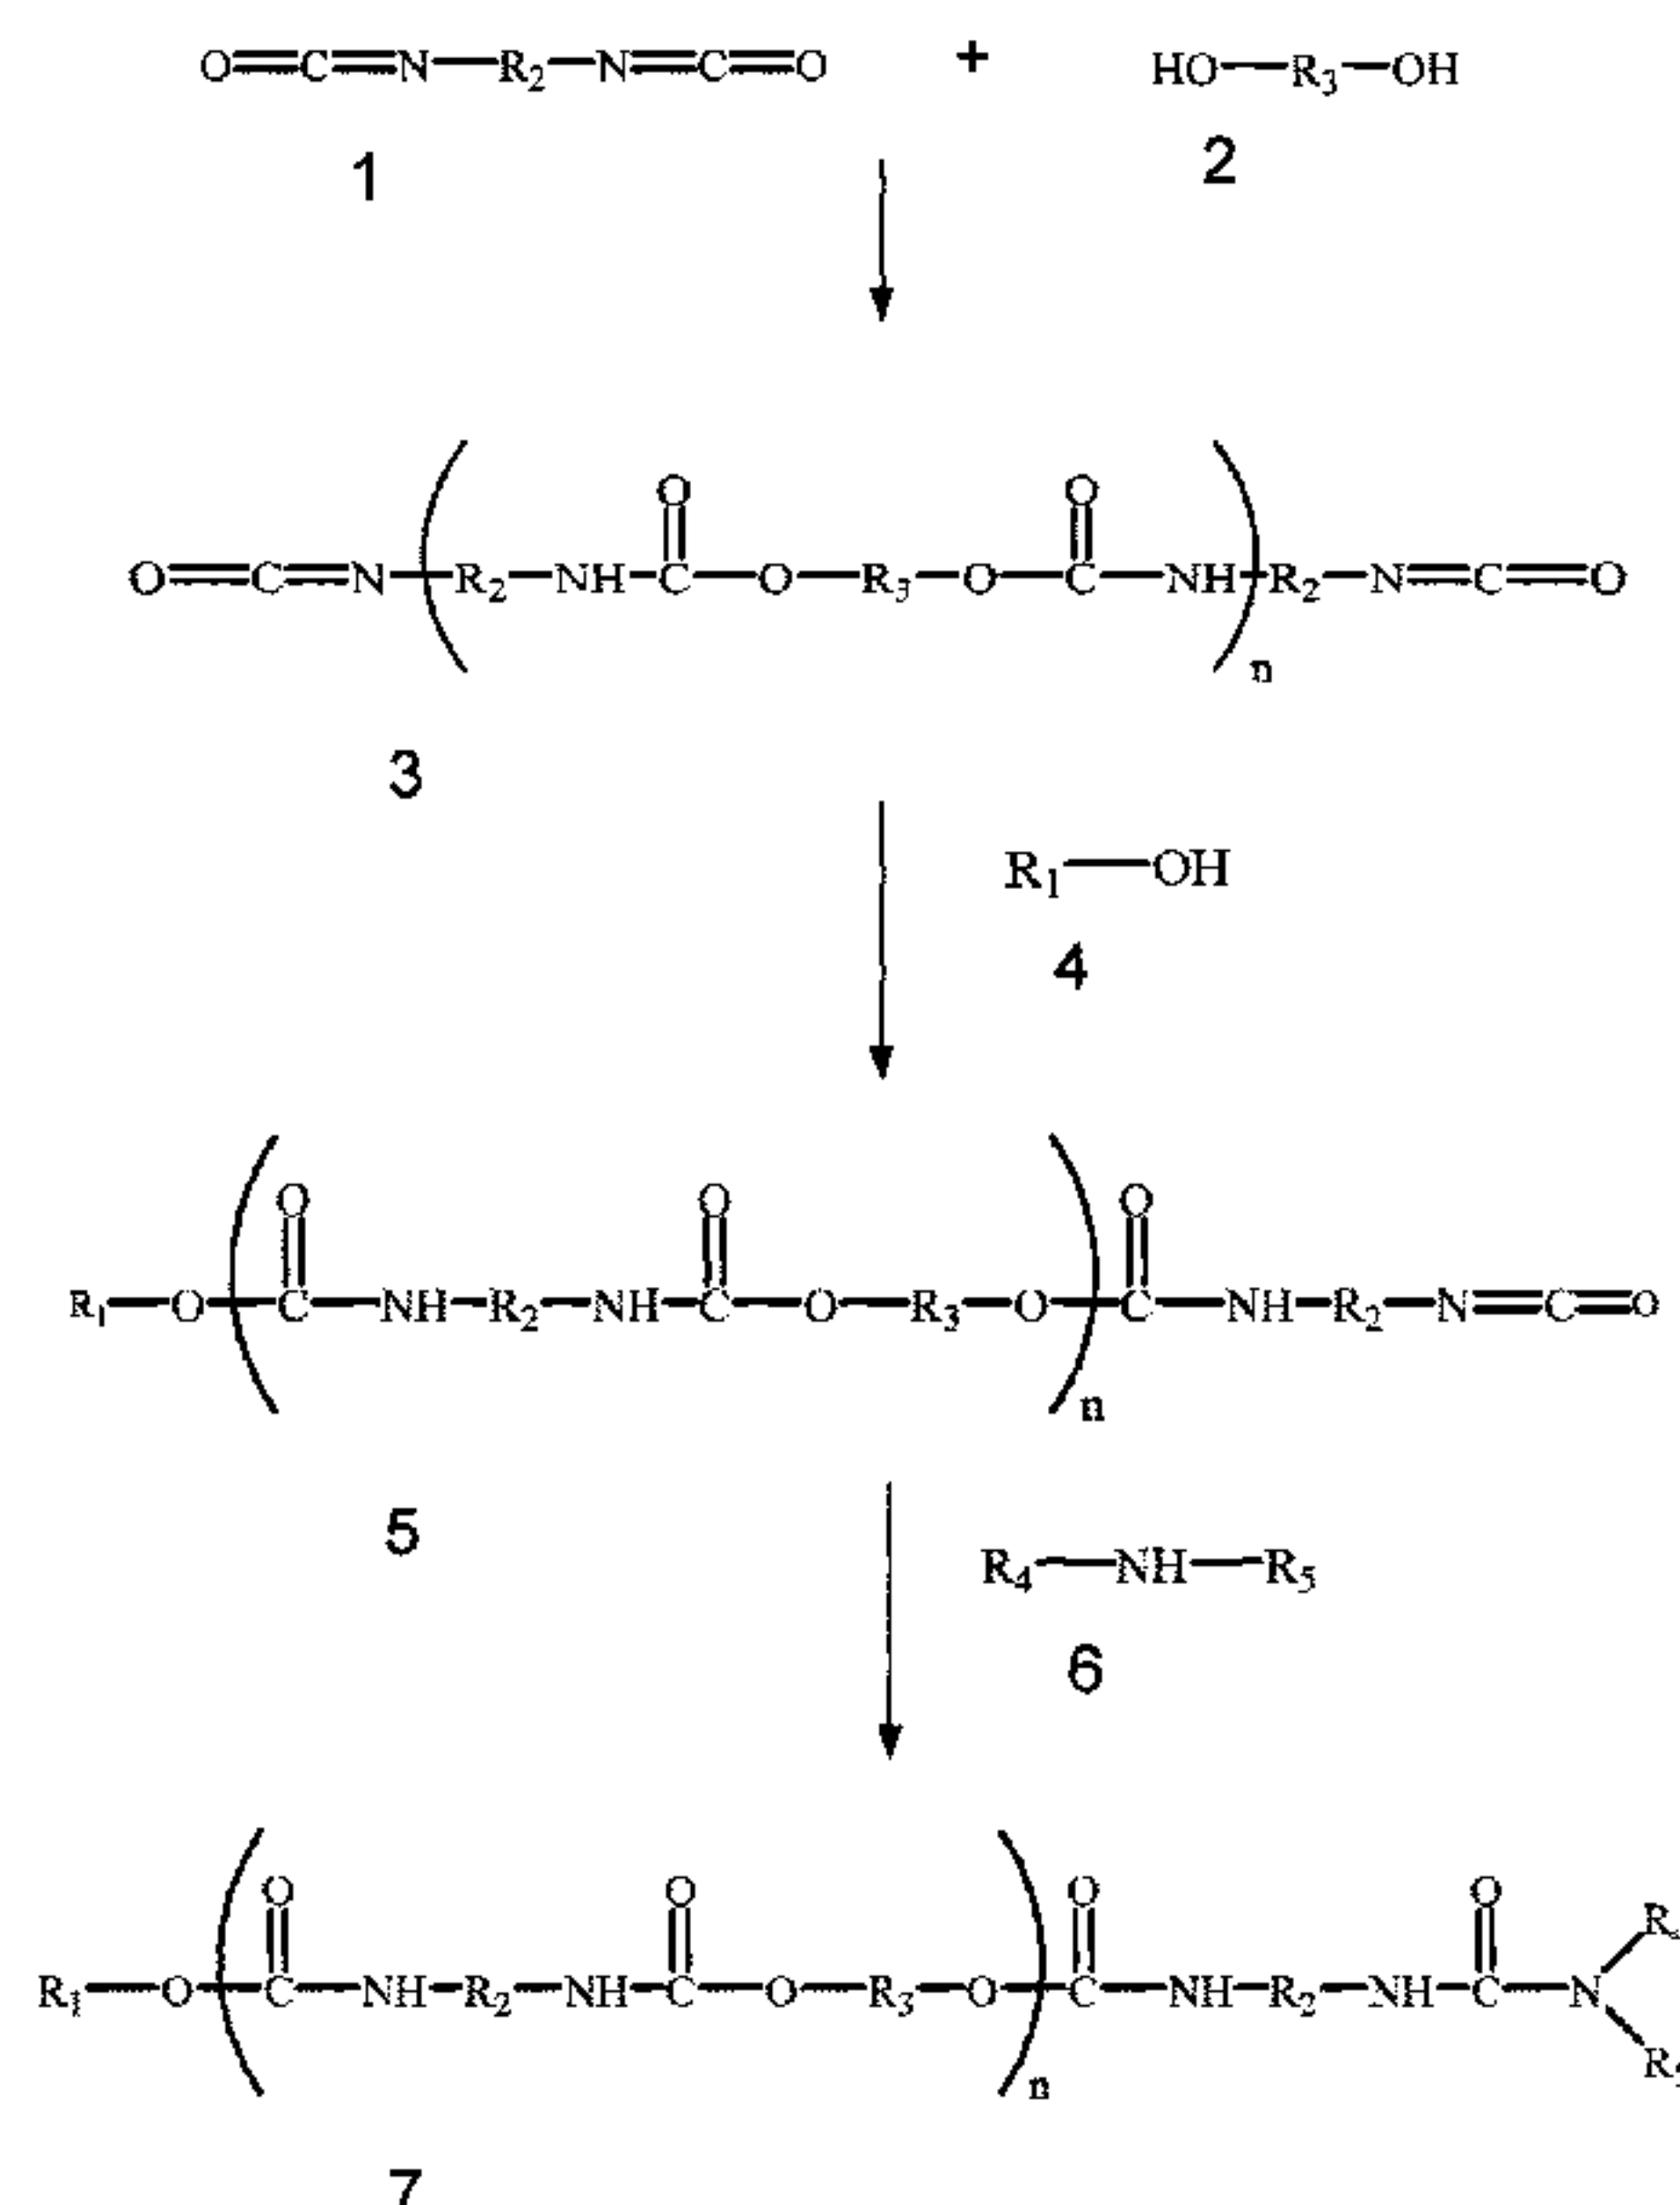 O=C=N—R2—N=C=O + HO—R3—OH
1 2
O O
O=C=N—(R2—NH—C—O—R3—O—C—NH)n—R2—N=C=O
3
R1—OH
4
O O O
R1—O—(C—NH—R2—NH—C—O—R3—O)n—C—NH—R2—N=C=O
5
R4—NH—R5
6
O O O O
R
R1—O—(C—NH—R2—NH—C—O—R3—O)n—C—NH—R2—NH—C—N
R
7